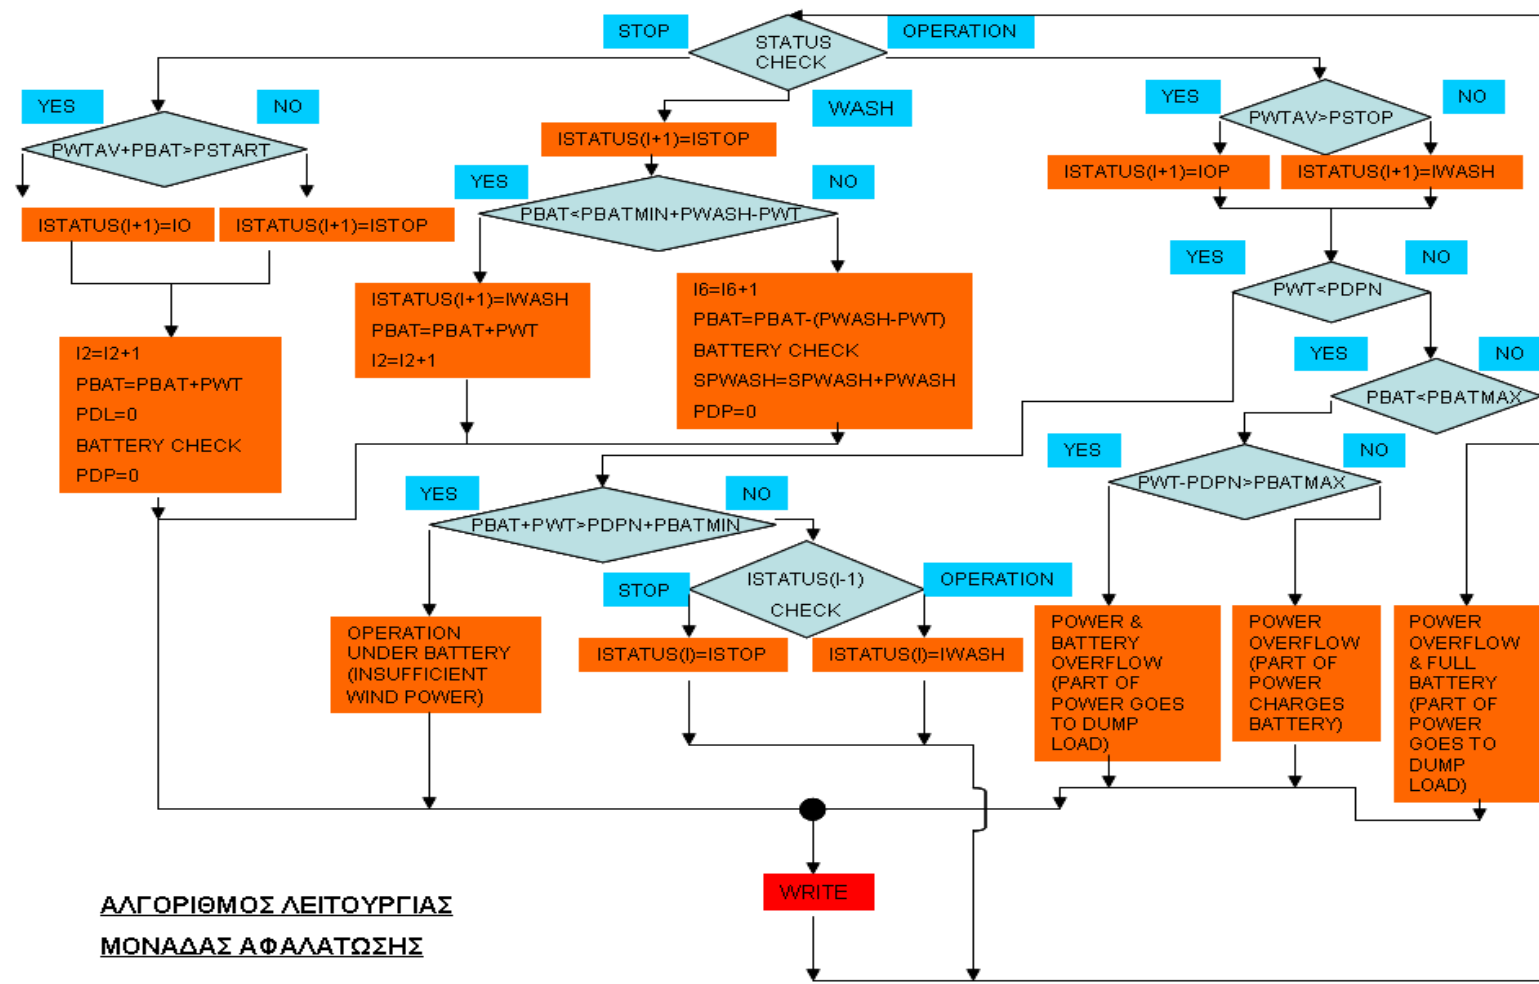 STOP
STATUS
CHECK
OPERATION
WASH
YES
NO
PWTAV+PBAT>PSTART
ISTATUS(I+1)=IO
ISTATUS(I+1)=ISTOP
I2=I2+1
PBAT=PBAT+PWT
PDL=0
BATTERY CHECK
PDP=0
ISTATUS(I+1)=ISTOP
YES
NO
PBAT<PBATMIN+PWASH-PWT
ISTATUS(I+1)=IWASH
PBAT=PBAT+PWT
I2=I2+1
I6=I6+1
PBAT=PBAT-(PWASH-PWT)
BATTERY CHECK
SPWASH=SPWASH+PWASH
PDP=0
YES
NO
PWTAV>PSTOP
ISTATUS(I+1)=IOP
ISTATUS(I+1)=IWASH
YES
NO
PWT<PDPN
YES
NO
PBAT<PBATMAX
YES
NO
PWT-PDPN>PBATMAX
YES
NO
PBAT+PWT>PDPN+PBATMIN
STOP
ISTATUS(I-1)
CHECK
OPERATION
OPERATION
UNDER BATTERY
(INSUFFICIENT
WIND POWER)
ISTATUS(I)=ISTOP
ISTATUS(I)=IWASH
POWER &
BATTERY
OVERFLOW
(PART OF
POWER GOES
TO DUMP
LOAD)
POWER
OVERFLOW
(PART OF
POWER
CHARGES
BATTERY)
POWER
OVERFLOW
& FULL
BATTERY
(PART OF
POWER
GOES TO
DUMP
LOAD)
WRITE
ΑΛΓΟΡΙΘΜΟΣ ΛΕΙΤΟΥΡΓΙΑΣ
ΜΟΝΑΔΑΣ ΑΦΑΛΑΤΩΣΗΣ